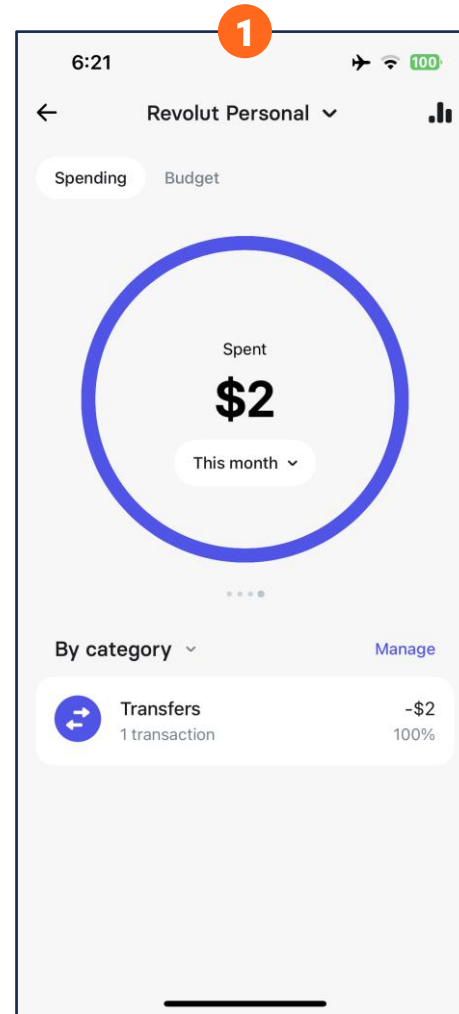 1
6:21
100
Revolut Personal
Spending Budget
Spent
$2
This month
By category Manage
Transfers -$2
1 transaction 100%